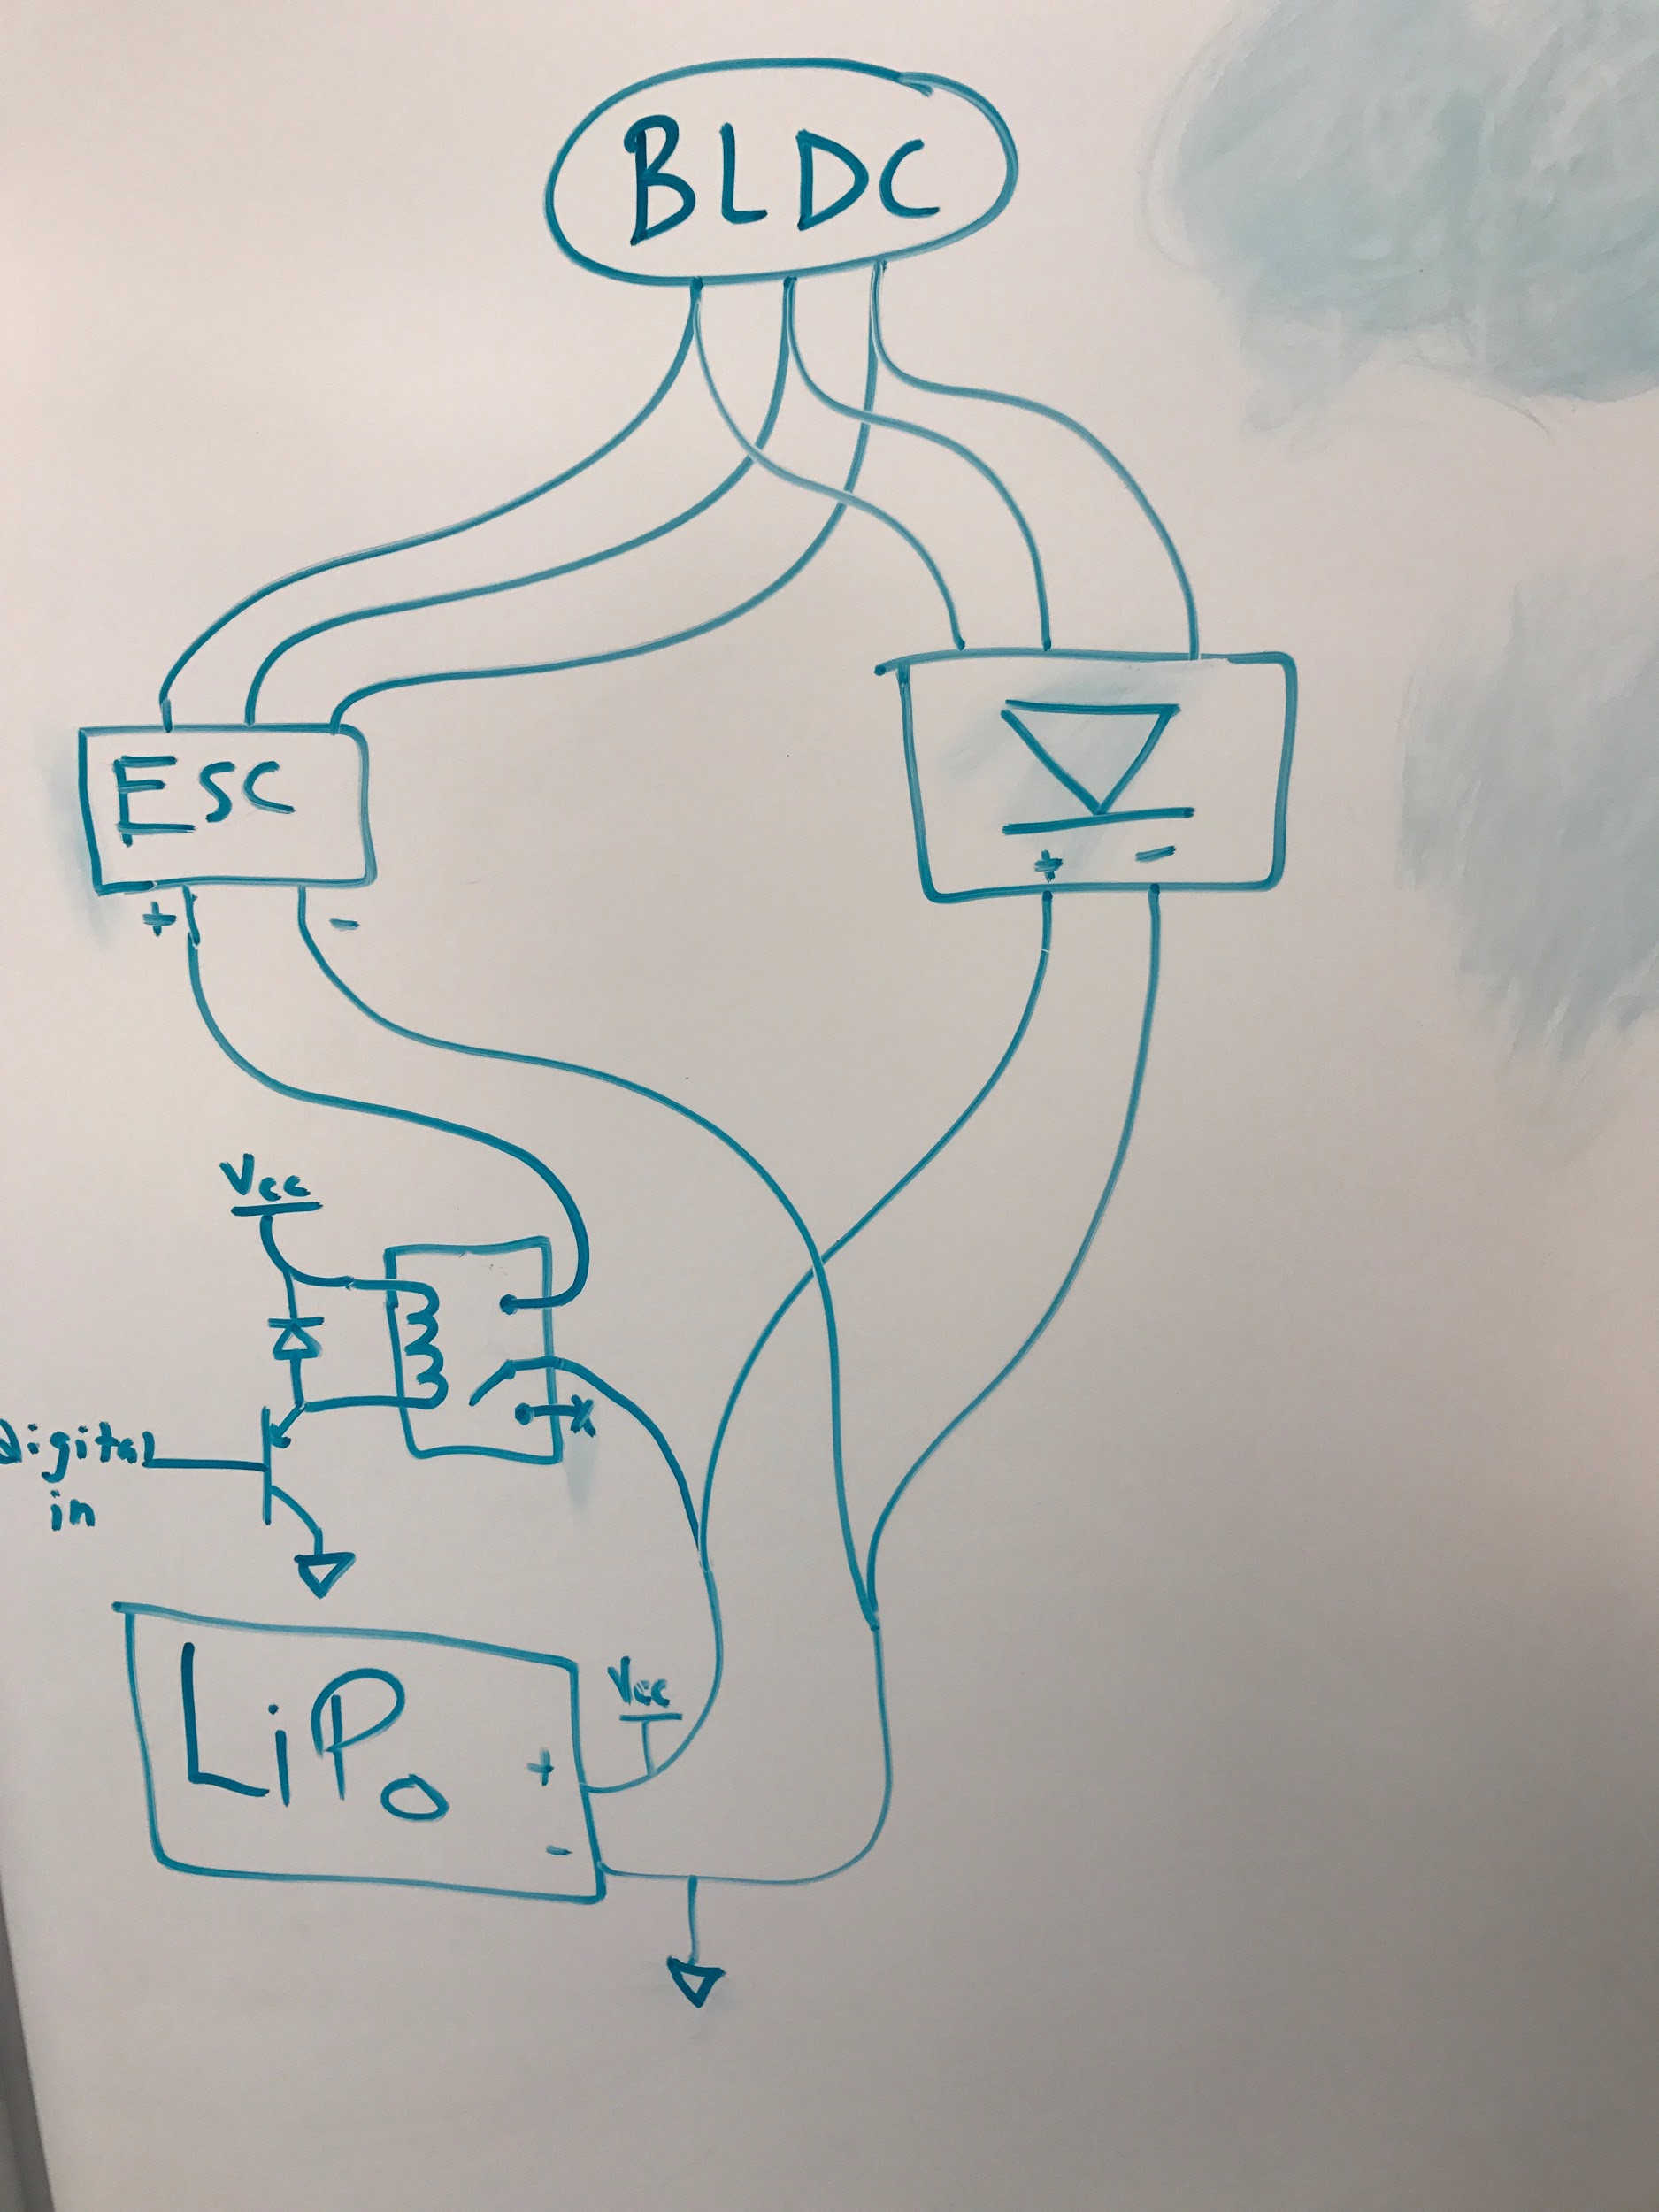 BLDC
ESC
+ -
+ -
Vcc
x
Digital
in
LiPo
Vcc
+
-